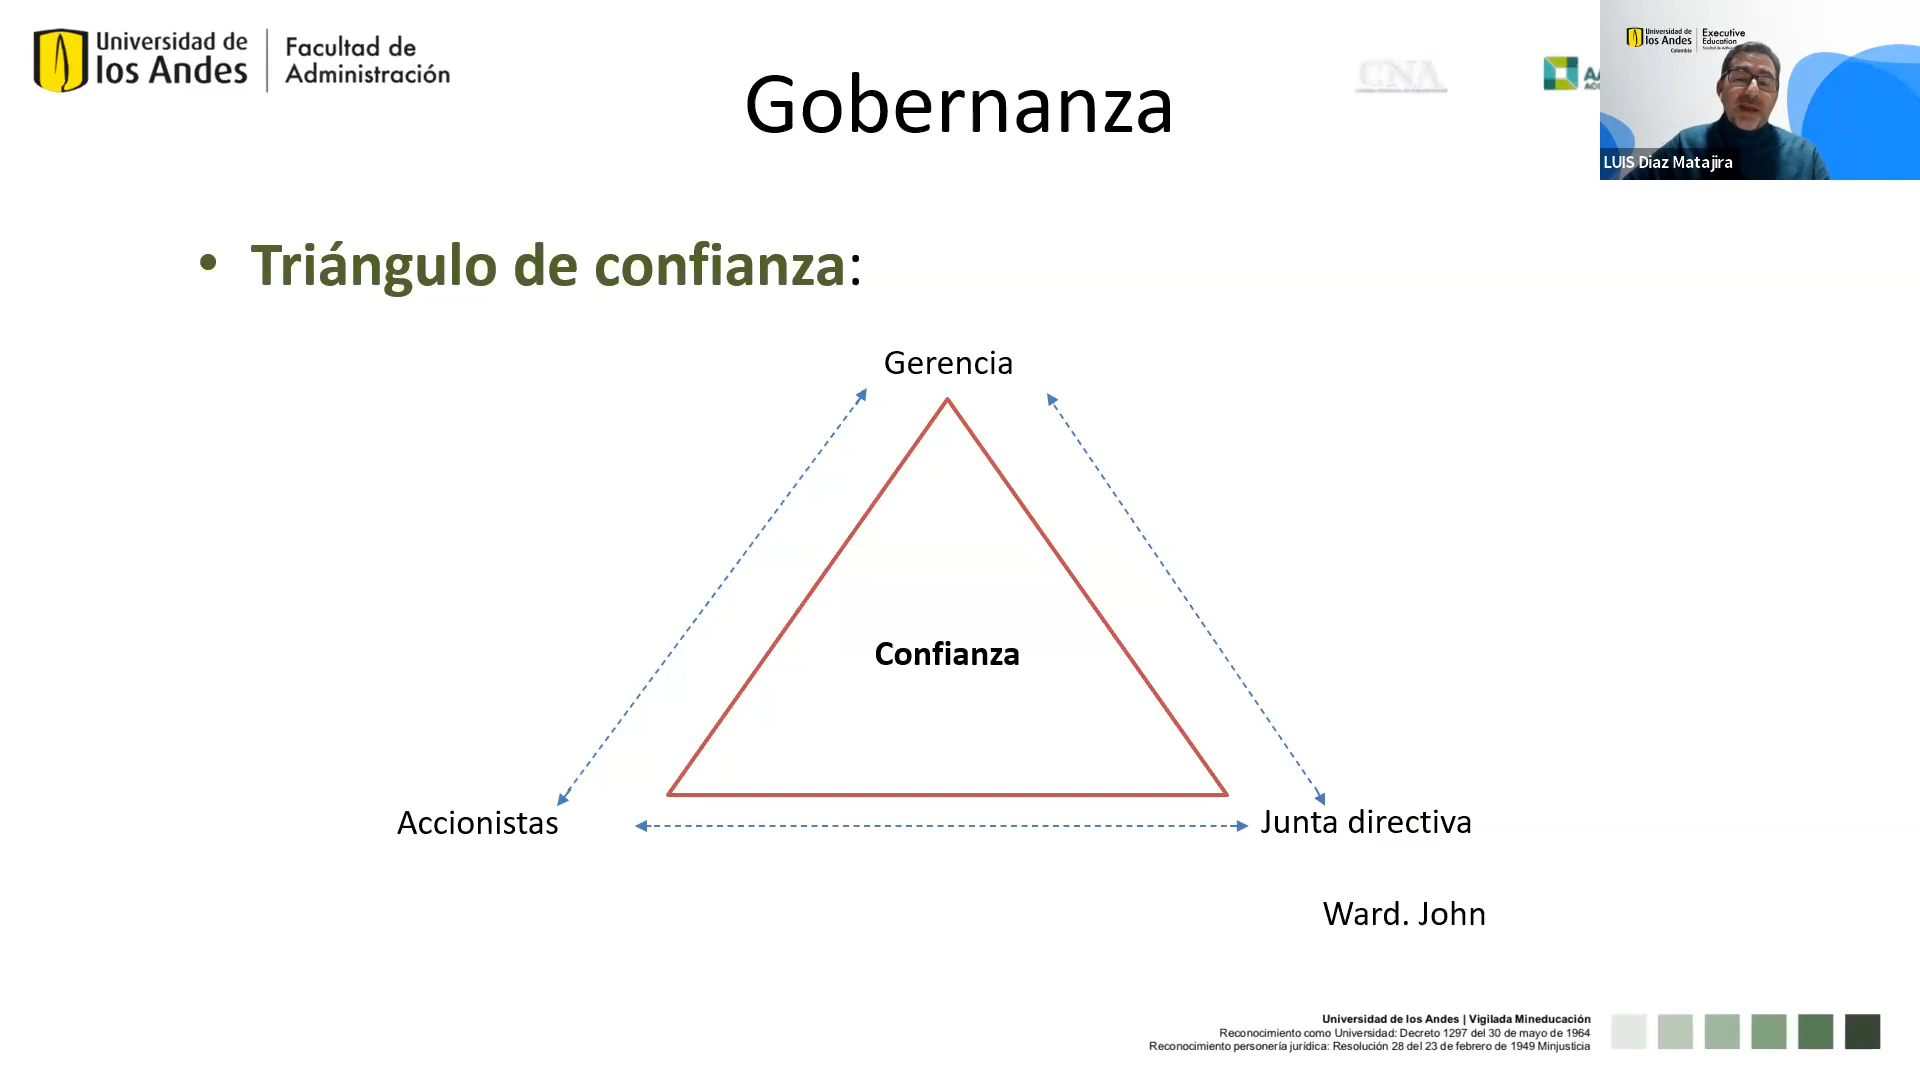 Universidad de
los Andes
Facultad de
Administración
Gobernanza
CNA
Universidad de
los Andes
Colombia
Executive
Education
LUIS Diaz Matajira
• Triángulo de confianza:
Gerencia
Confianza
Accionistas
Junta directiva
Ward. John
Universidad de los Andes | Vigilada Mineducación
Reconocimiento como Universidad: Decreto 1297 del 30 de mayo de 1964
Reconocimiento personería jurídica: Resolución 28 del 23 de febrero de 1949 Minjusticia